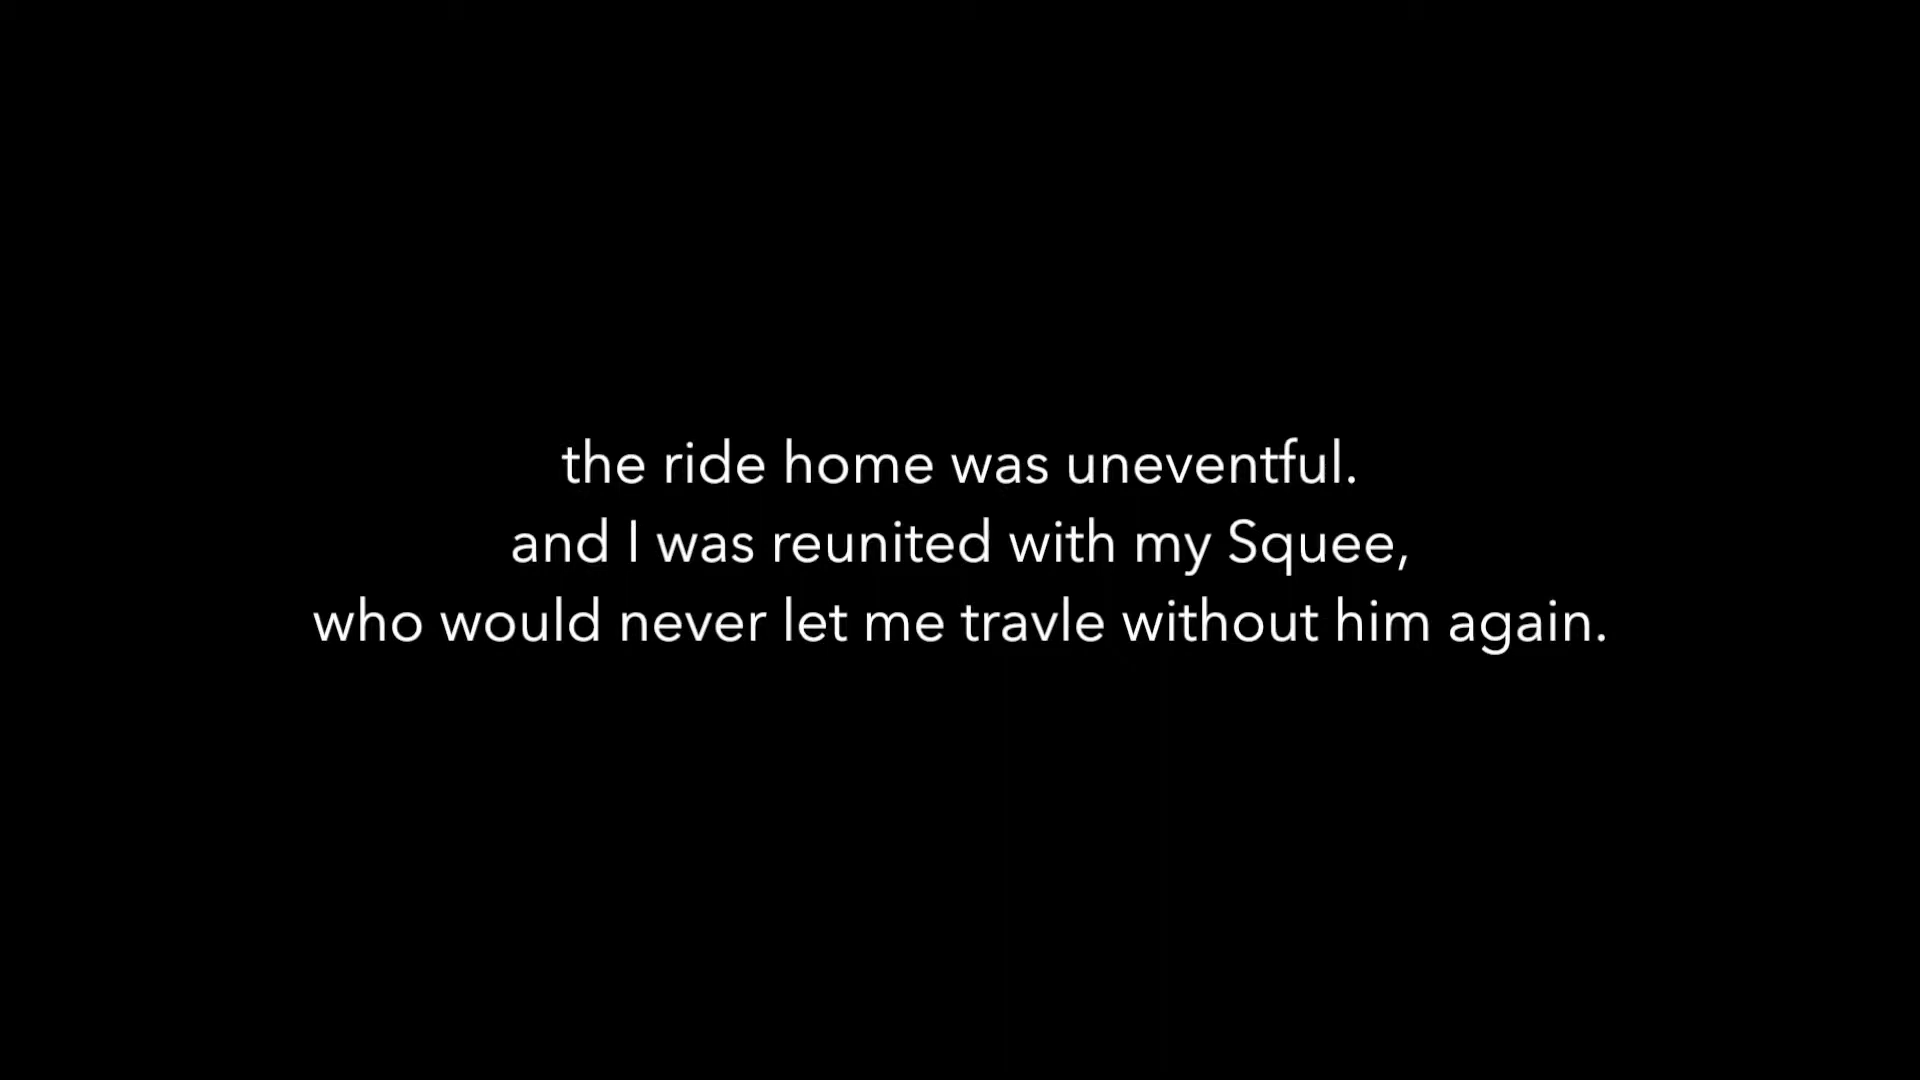 the ride home was uneventful.
and I was reunited with my Squee,
who would never let me travle without him again.